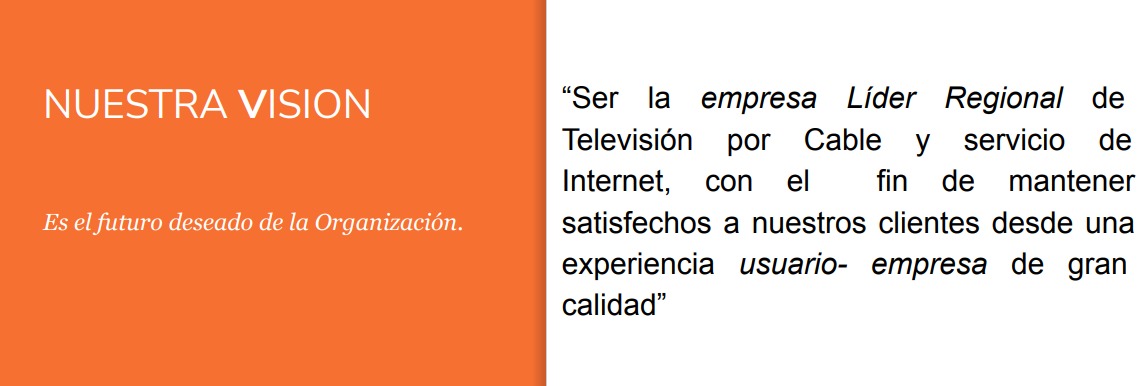 NUESTRA VISION
Es el futuro deseado de la Organización.
“Ser la empresa Líder Regional de
Televisión por Cable y servicio de
Internet, con el fin de mantener
satisfechos a nuestros clientes desde una
experiencia usuario- empresa de gran
calidad”